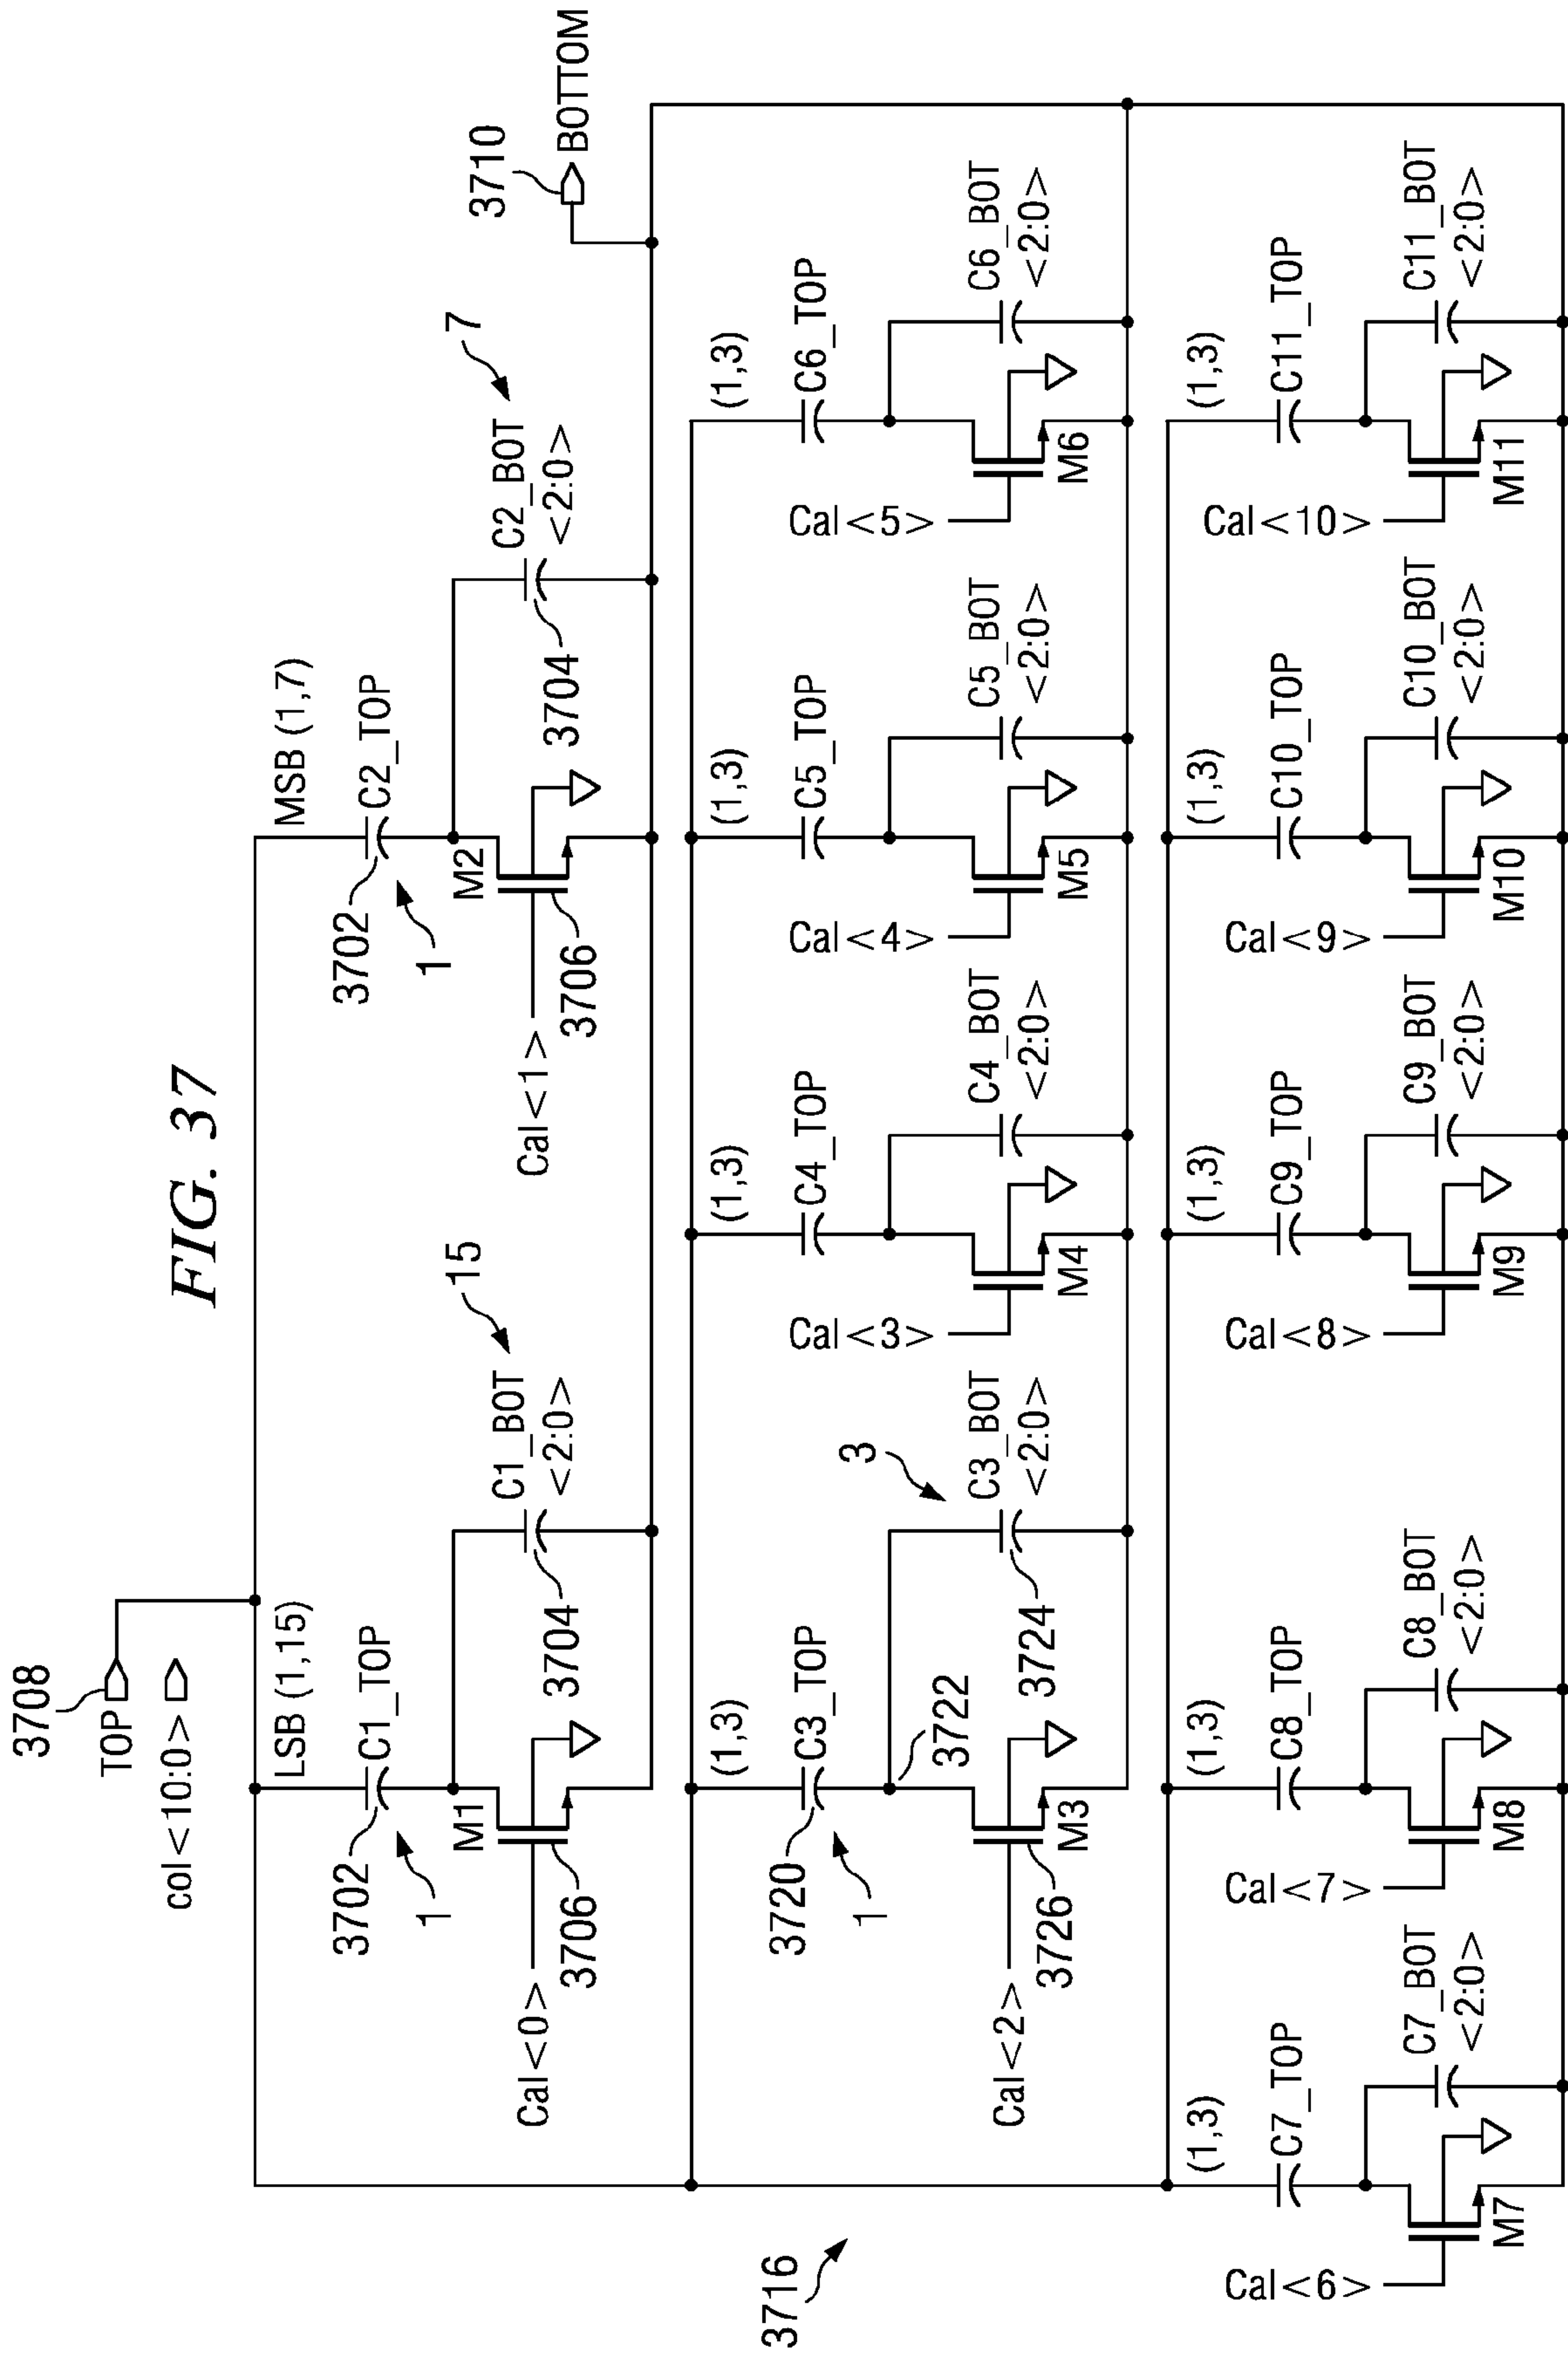 FIG. 37
3708
TOP
col<10:0>
3710
BOTTOM
LSB (1,15)
C1_TOP
3702
1
M1
Cal<0>
3706
15
C1_BOT
<2:0>
3704
MSB (1,7)
C2_TOP
3702
1
M2
Cal<1>
3706
7
C2_BOT
<2:0>
3704
(1,3)
C3_TOP
3720
1
3722
Cal<2>
3726
M3
3
C3_BOT
<2:0>
3724
(1,3)
C4_TOP
Cal<3>
M4
C4_BOT
<2:0>
(1,3)
C5_TOP
Cal<4>
M5
C5_BOT
<2:0>
(1,3)
C6_TOP
Cal<5>
M6
C6_BOT
<2:0>
3716
(1,3)
C7_TOP
Cal<6>
M7
C7_BOT
<2:0>
(1,3)
C8_TOP
Cal<7>
M8
C8_BOT
<2:0>
(1,3)
C9_TOP
Cal<8>
M9
C9_BOT
<2:0>
(1,3)
C10_TOP
Cal<9>
M10
C10_BOT
<2:0>
(1,3)
C11_TOP
Cal<10>
M11
C11_BOT
<2:0>